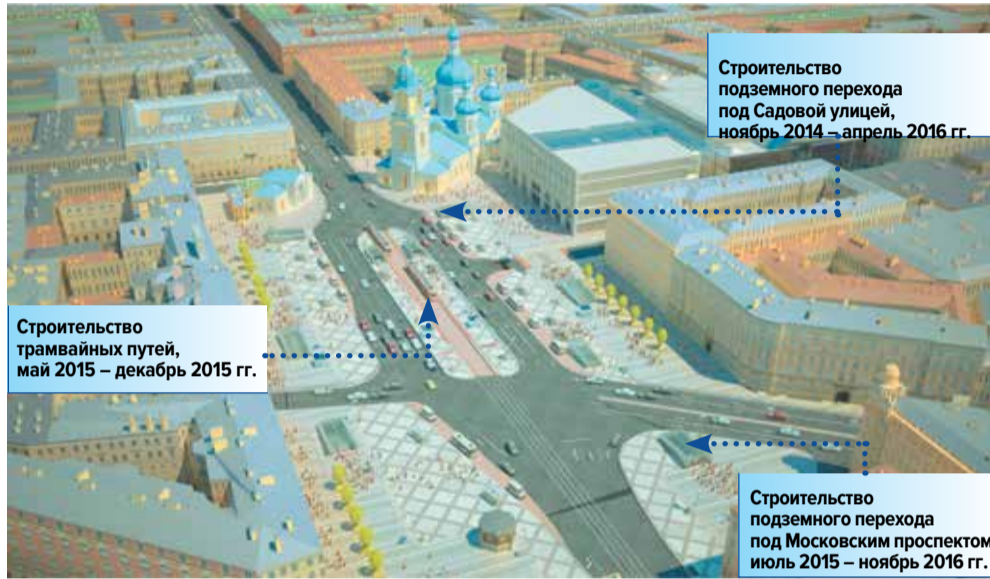 Строительство
подземного перехода
под Садовой улицей,
ноябрь 2014 – апрель 2016 гг.
Строительство
трамвайных путей,
май 2015 – декабрь 2015 гг.
Строительство
подземного перехода
под Московским проспектом
июль 2015 – ноябрь 2016 гг.